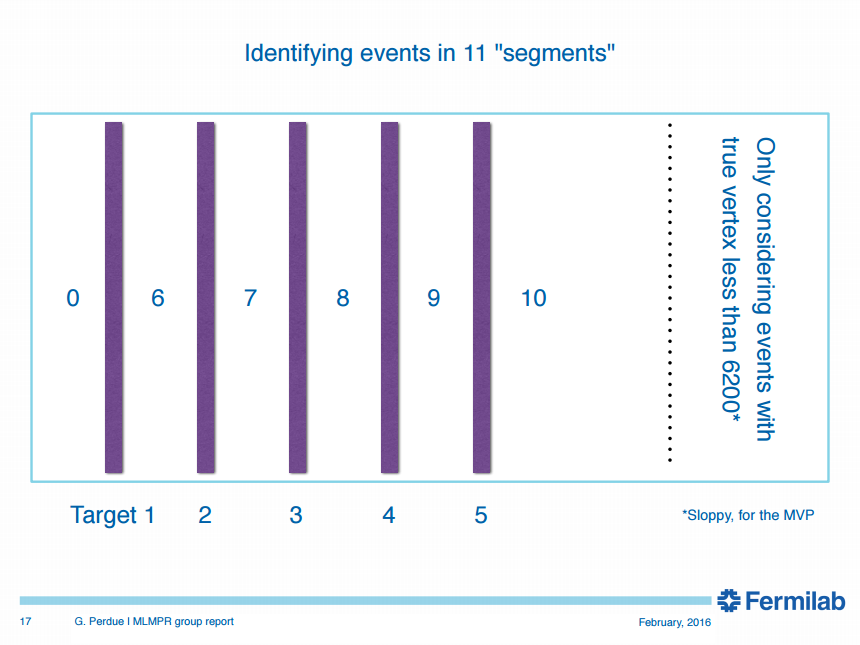 Identifying events in 11 "segments"
0 6 7 8 9 10
Only considering events with
true vertex less than 6200*
Target 1 2 3 4 5
*Sloppy, for the MVP
Fermilab
17 G. Perdue I MLMPR group report February, 2016